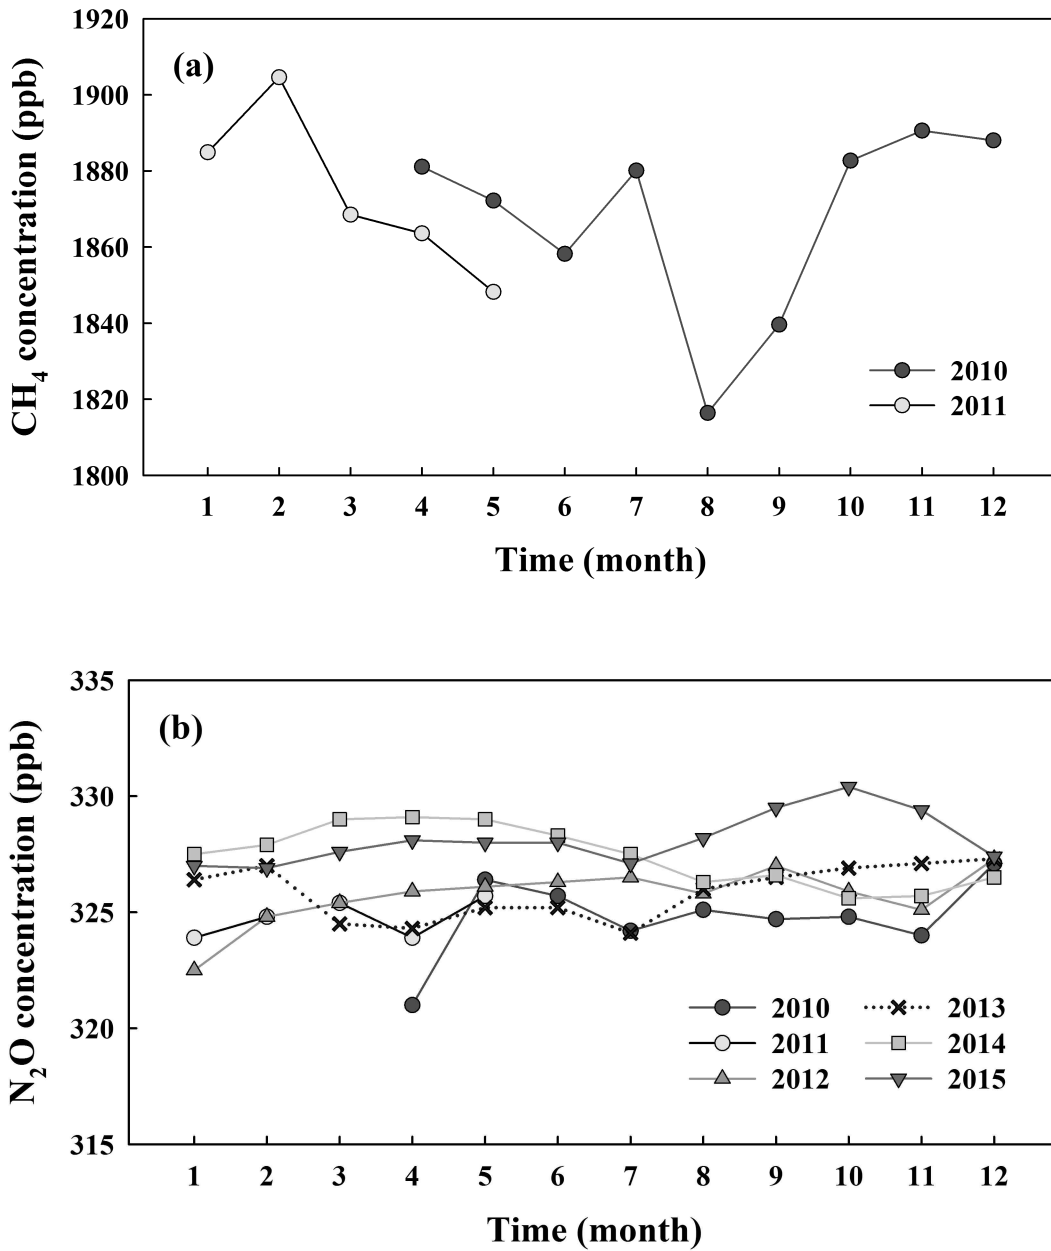 (a)
CH4 concentration (ppb)
1920
1900
1880
1860
1840
1820
1800
2010
2011
1 2 3 4 5 6 7 8 9 10 11 12
Time (month)
(b)
N2O concentration (ppb)
335
330
325
320
315
2010 2013
2011 2014
2012 2015
1 2 3 4 5 6 7 8 9 10 11 12
Time (month)